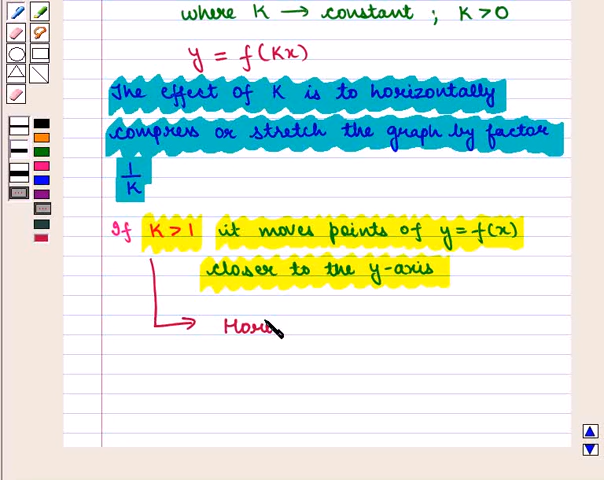 where K → constant ; K > 0
y = f(Kx)
The effect of K is to horizontally
compress or stretch the graph by factor
1/K
If K > 1 it moves points of y = f(x)
closer to the y-axis
Hori